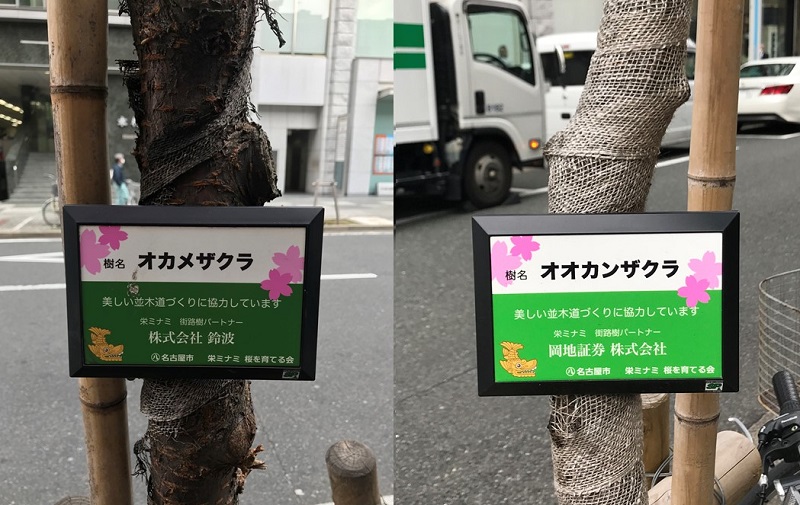 樹名 オカメザクラ
美しい並木道づくりに協力しています
栄ミナミ 街路樹パートナー
株式会社 鈴波
名古屋市 栄ミナミ 桜を育てる会
樹名 オオカンザクラ
美しい並木道づくりに協力しています
栄ミナミ 街路樹パートナー
岡地証券 株式会社
名古屋市 栄ミナミ 桜を育てる会